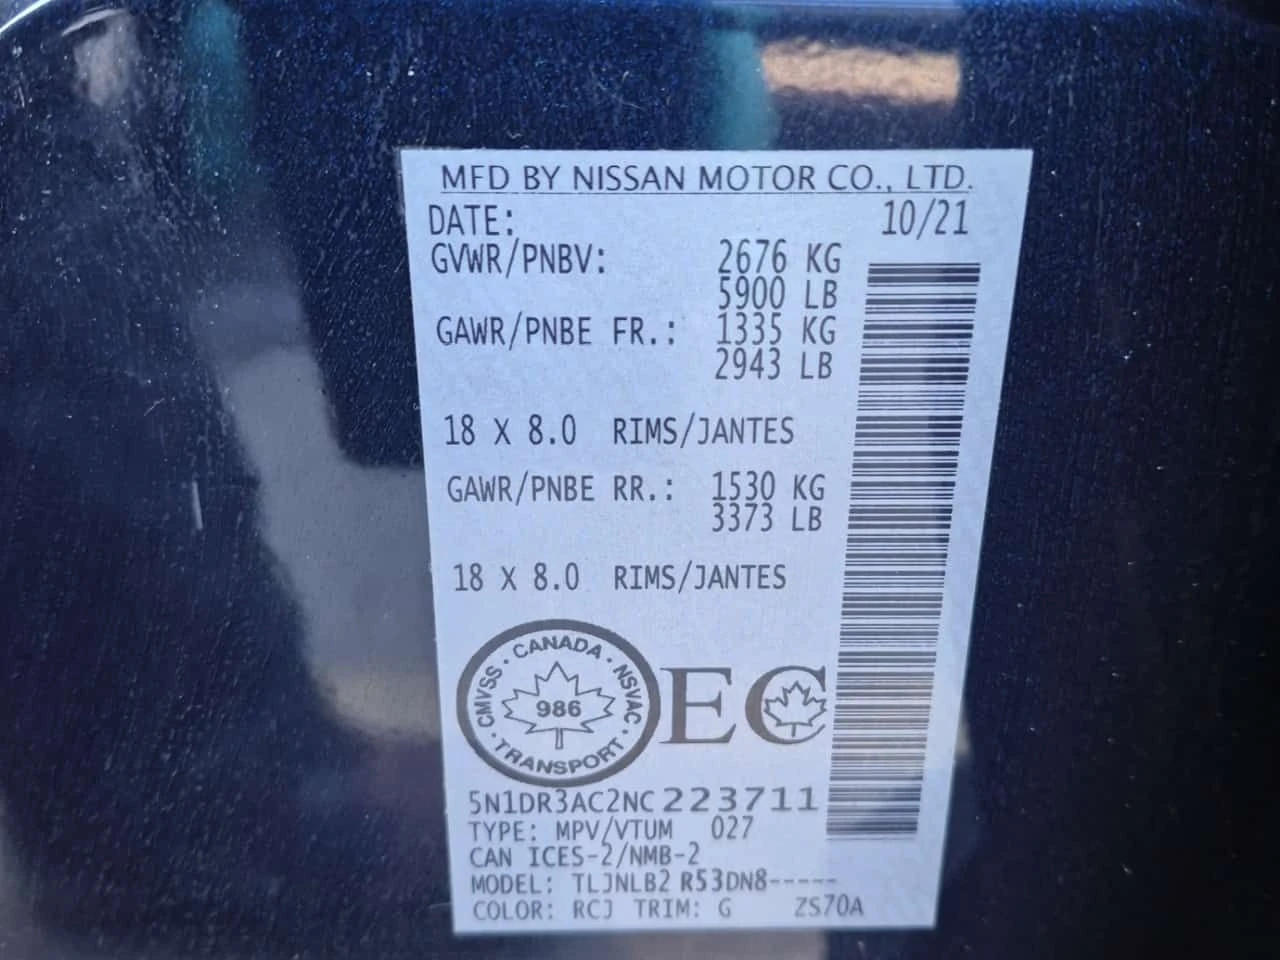 MFD BY NISSAN MOTOR CO., LTD.
DATE: 10/21
GVWR/PNBV: 2676 KG
5900 LB
GAWR/PNBE FR.: 1335 KG
2943 LB
18 X 8.0 RIMS/JANTES
GAWR/PNBE RR.: 1530 KG
3373 LB
18 X 8.0 RIMS/JANTES
CMVSS · CANADA · NSVAC · TRANSPORT ·
986
EC
5N1DR3AC2NC223711
TYPE: MPV/VTUM 027
CAN ICES-2/NMB-2
MODEL: TLJNLB2 R53DN8-----
COLOR: RCJ TRIM: G ZS70A